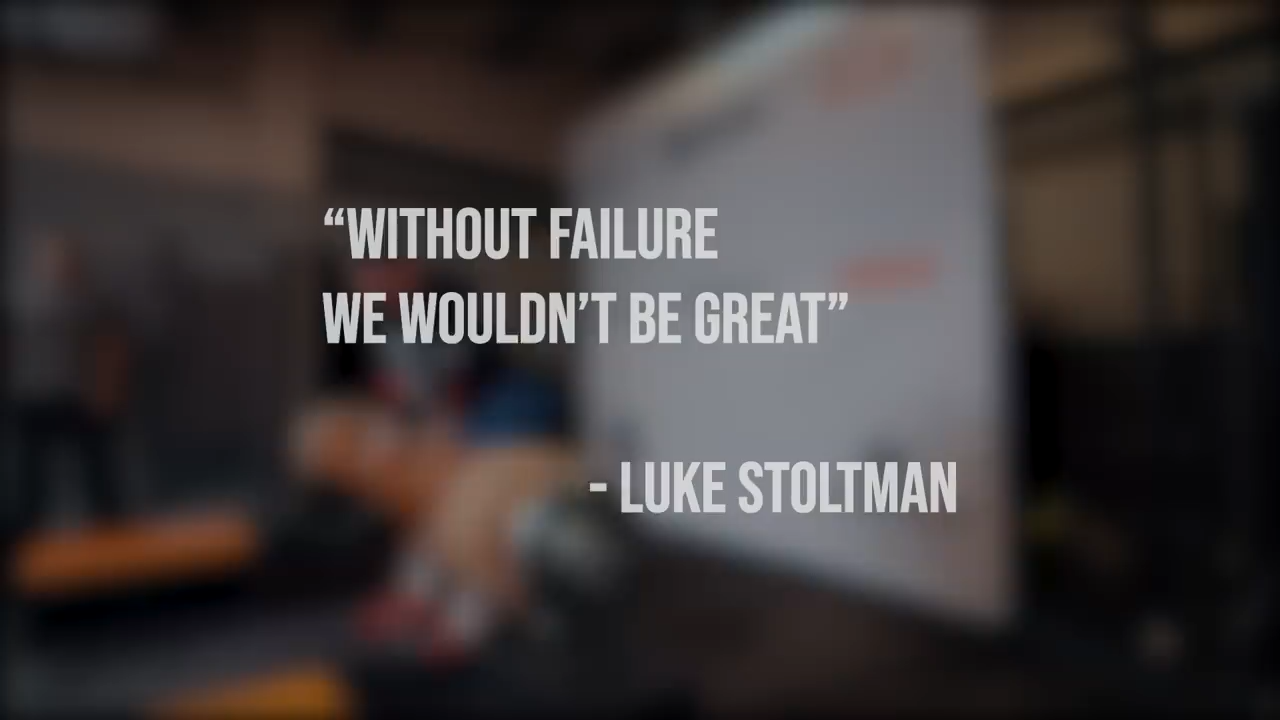 “WITHOUT FAILURE
WE WOULDN’T BE GREAT”
- LUKE STOLTMAN